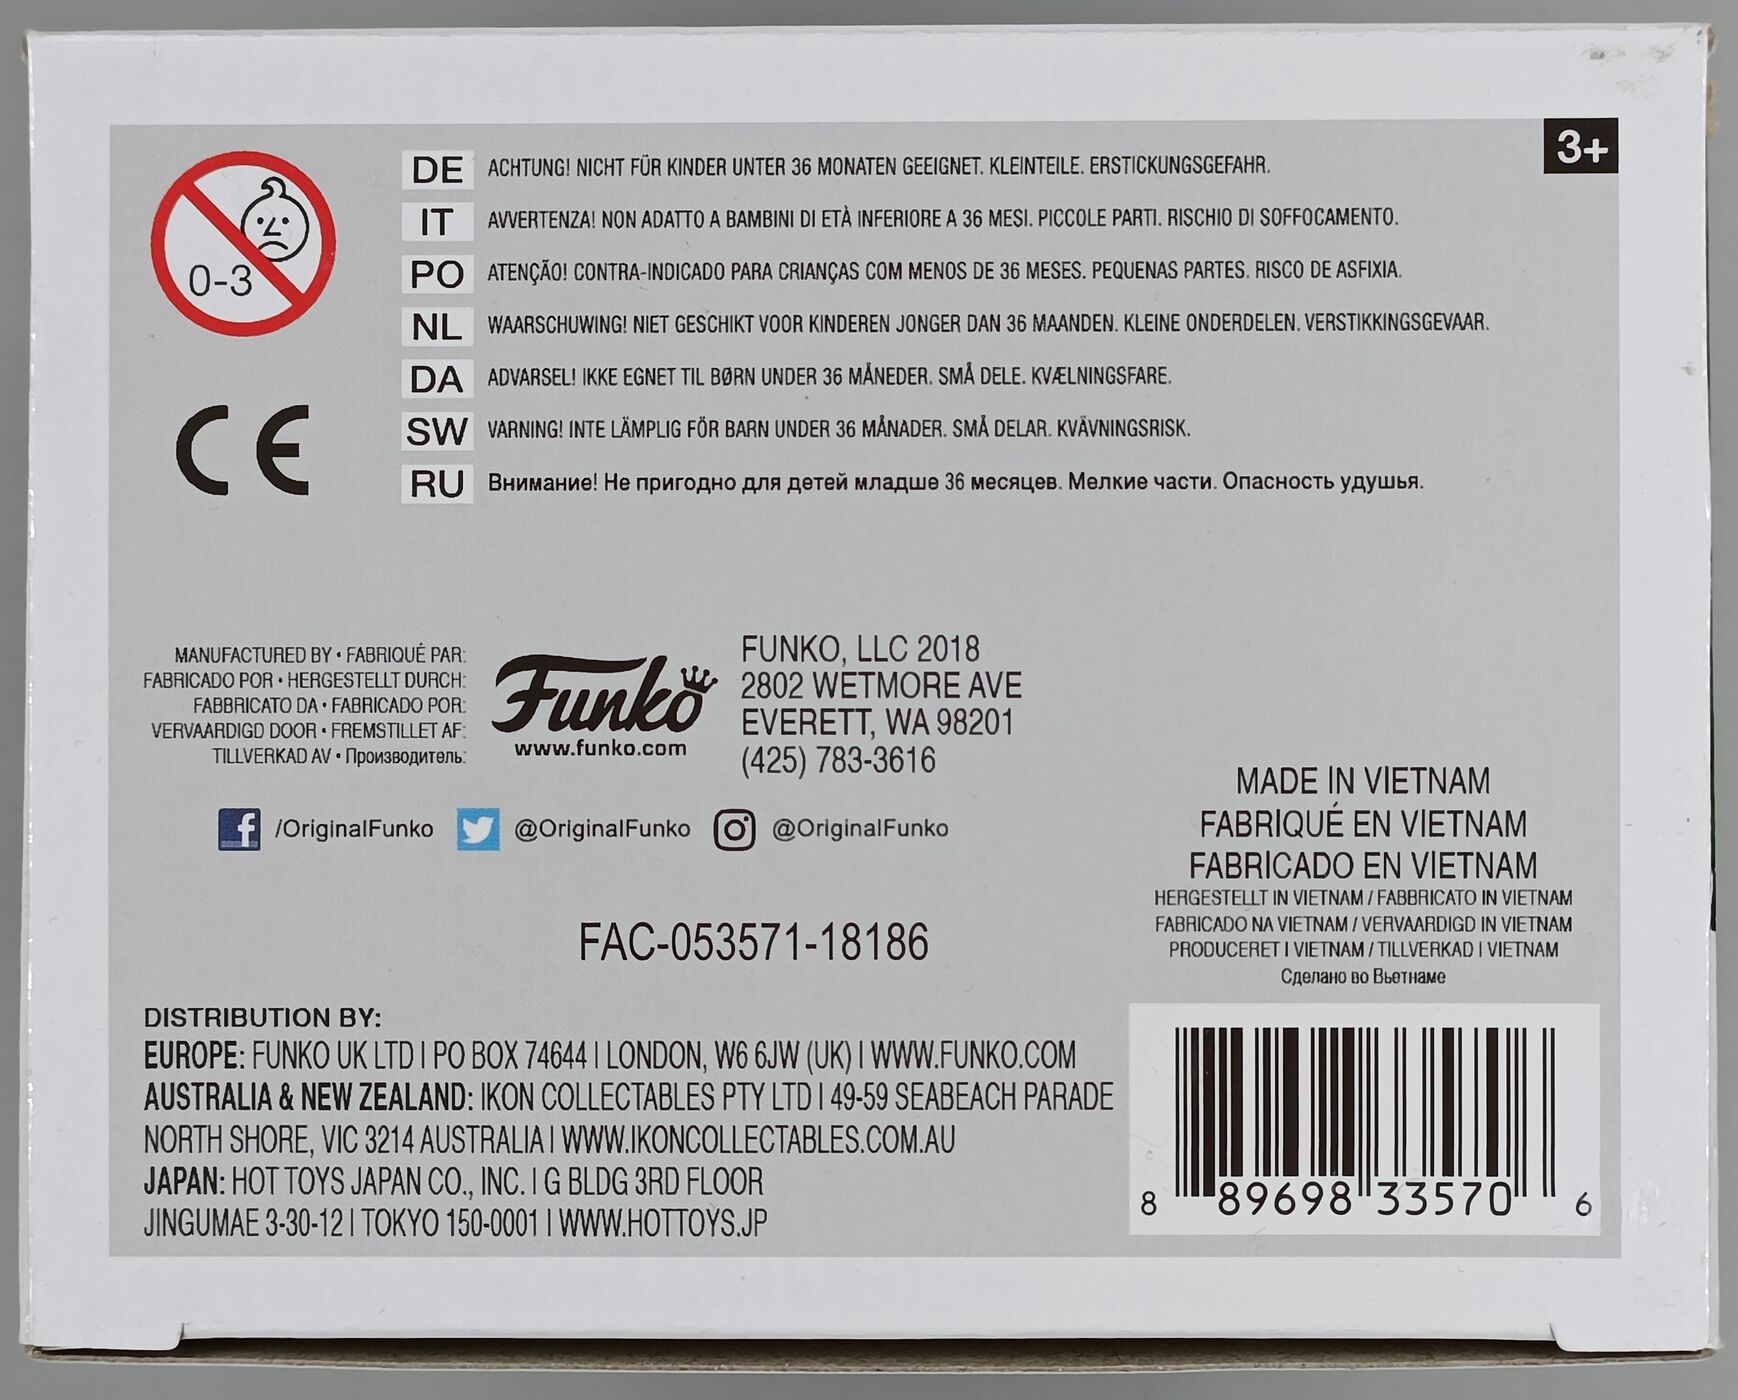 3+
0-3
CE
DE ACHTUNG! NICHT FÜR KINDER UNTER 36 MONATEN GEEIGNET. KLEINTEILE. ERSTICKUNGSGEFAHR.
IT AVVERTENZA! NON ADATTO A BAMBINI DI ETÀ INFERIORE A 36 MESI. PICCOLE PARTI. RISCHIO DI SOFFOCAMENTO.
PO ATENÇÃO! CONTRA-INDICADO PARA CRIANÇAS COM MENOS DE 36 MESES. PEQUENAS PARTES. RISCO DE ASFIXIA.
NL WAARSCHUWING! NIET GESCHIKT VOOR KINDEREN JONGER DAN 36 MAANDEN. KLEINE ONDERDELEN. VERSTIKKINGSGEVAAR.
DA ADVARSEL! IKKE EGNET TIL BØRN UNDER 36 MÅNEDER. SMÅ DELE. KVÆLNINGSFARE.
SW VARNING! INTE LÄMPLIG FÖR BARN UNDER 36 MÅNADER. SMÅ DELAR. KVÄVNINGSRISK.
RU Внимание! Не пригодно для детей младше 36 месяцев. Мелкие части. Опасность удушья.
MANUFACTURED BY • FABRIQUÉ PAR:
FABRICADO POR • HERGESTELLT DURCH:
FABBRICATO DA • FABRICADO POR:
VERVAARDIGD DOOR • FREMSTILLET AF:
TILLVERKAD AV • Производитель:
Funko
www.funko.com
FUNKO, LLC 2018
2802 WETMORE AVE
EVERETT, WA 98201
(425) 783-3616
/OriginalFunko @OriginalFunko @OriginalFunko
MADE IN VIETNAM
FABRIQUÉ EN VIETNAM
FABRICADO EN VIETNAM
HERGESTELLT IN VIETNAM / FABBRICATO IN VIETNAM
FABRICADO NA VIETNAM / VERVAARDIGD IN VIETNAM
PRODUCERET I VIETNAM / TILLVERKAD I VIETNAM
Сделано во Вьетнаме
FAC-053571-18186
DISTRIBUTION BY:
EUROPE: FUNKO UK LTD | PO BOX 74644 | LONDON, W6 6JW (UK) | WWW.FUNKO.COM
AUSTRALIA & NEW ZEALAND: IKON COLLECTABLES PTY LTD | 49-59 SEABEACH PARADE
NORTH SHORE, VIC 3214 AUSTRALIA | WWW.IKONCOLLECTABLES.COM.AU
JAPAN: HOT TOYS JAPAN CO., INC. | G BLDG 3RD FLOOR
JINGUMAE 3-30-12 | TOKYO 150-0001 | WWW.HOTTOYS.JP
8 89698 33570 6